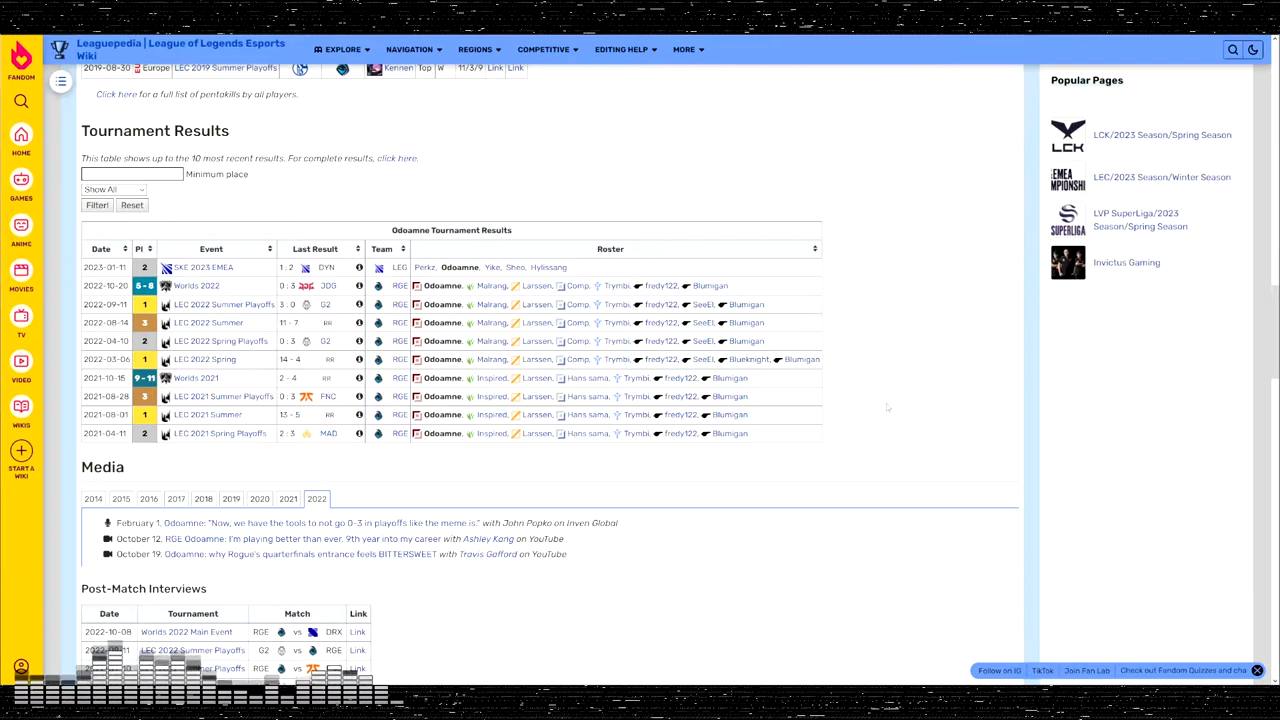 Leaguepedia | League of Legends Esports Wiki
EXPLORE NAVIGATION REGIONS COMPETITIVE EDITING HELP MORE
FANDOM
HOME
GAMES
ANIME
MOVIES
TV
VIDEO
WIKIS
START A WIKI
2019-08-30 Europe LEC 2019 Summer Playoffs Kennen Top W 11/3/9 Link Link
Click here for a full list of pentakills by all players.
Tournament Results
This table shows up to the 10 most recent results. For complete results, click here.
Minimum place
Show All
Filter! Reset
Odoamne Tournament Results
Date Pl Event Last Result Team Roster
2023-01-11 2 SKE 2023 EMEA 1 : 2 DYN LEG Perkz, Odoamne, Yike, Sheo, Hylissang
2022-10-20 5 - 8 Worlds 2022 0 : 3 JDG RGE Odoamne, Malrang, Larssen, Comp, Trymbi, fredy122, Blumigan
2022-09-11 1 LEC 2022 Summer Playoffs 3 : 0 G2 RGE Odoamne, Malrang, Larssen, Comp, Trymbi, fredy122, SeeEl, Blumigan
2022-08-14 3 LEC 2022 Summer 11 - 7 RR RGE Odoamne, Malrang, Larssen, Comp, Trymbi, fredy122, SeeEl, Blumigan
2022-04-10 2 LEC 2022 Spring Playoffs 0 : 3 G2 RGE Odoamne, Malrang, Larssen, Comp, Trymbi, fredy122, SeeEl, Blumigan
2022-03-06 1 LEC 2022 Spring 14 - 4 RR RGE Odoamne, Malrang, Larssen, Comp, Trymbi, fredy122, SeeEl, Blueknight, Blumigan
2021-10-15 9 - 11 Worlds 2021 2 - 4 RR RGE Odoamne, Inspired, Larssen, Hans sama, Trymbi, fredy122, Blumigan
2021-08-28 3 LEC 2021 Summer Playoffs 0 : 3 FNC RGE Odoamne, Inspired, Larssen, Hans sama, Trymbi, fredy122, Blumigan
2021-08-01 1 LEC 2021 Summer 13 - 5 RR RGE Odoamne, Inspired, Larssen, Hans sama, Trymbi, fredy122, Blumigan
2021-04-11 2 LEC 2021 Spring Playoffs 2 : 3 MAD RGE Odoamne, Inspired, Larssen, Hans sama, Trymbi, fredy122, Blumigan
Media
2014 2015 2016 2017 2018 2019 2020 2021 2022
February 1, Odoamne: "Now, we have the tools to not go 0-3 in playoffs like the meme is." with John Popko on Inven Global
October 12, RGE Odoamne: I'm playing better than ever. 9th year into my career with Ashley Kang on YouTube
October 19, Odoamne: why Rogue's quarterfinals entrance feels BITTERSWEET with Travis Gafford on YouTube
Post-Match Interviews
Date Tournament Match Link
2022-10-08 Worlds 2022 Main Event RGE vs DRX Link
LEC 2022 Summer Playoffs G2 vs RGE Link
Summer Playoffs RGE vs Link
Popular Pages
LCK
LCK/2023 Season/Spring Season
LEC/2023 Season/Winter Season
SUPERLIGA
LVP SuperLiga/2023 Season/Spring Season
Invictus Gaming
Follow on IG TikTok Join Fan Lab Check out Fandom Quizzes and cha